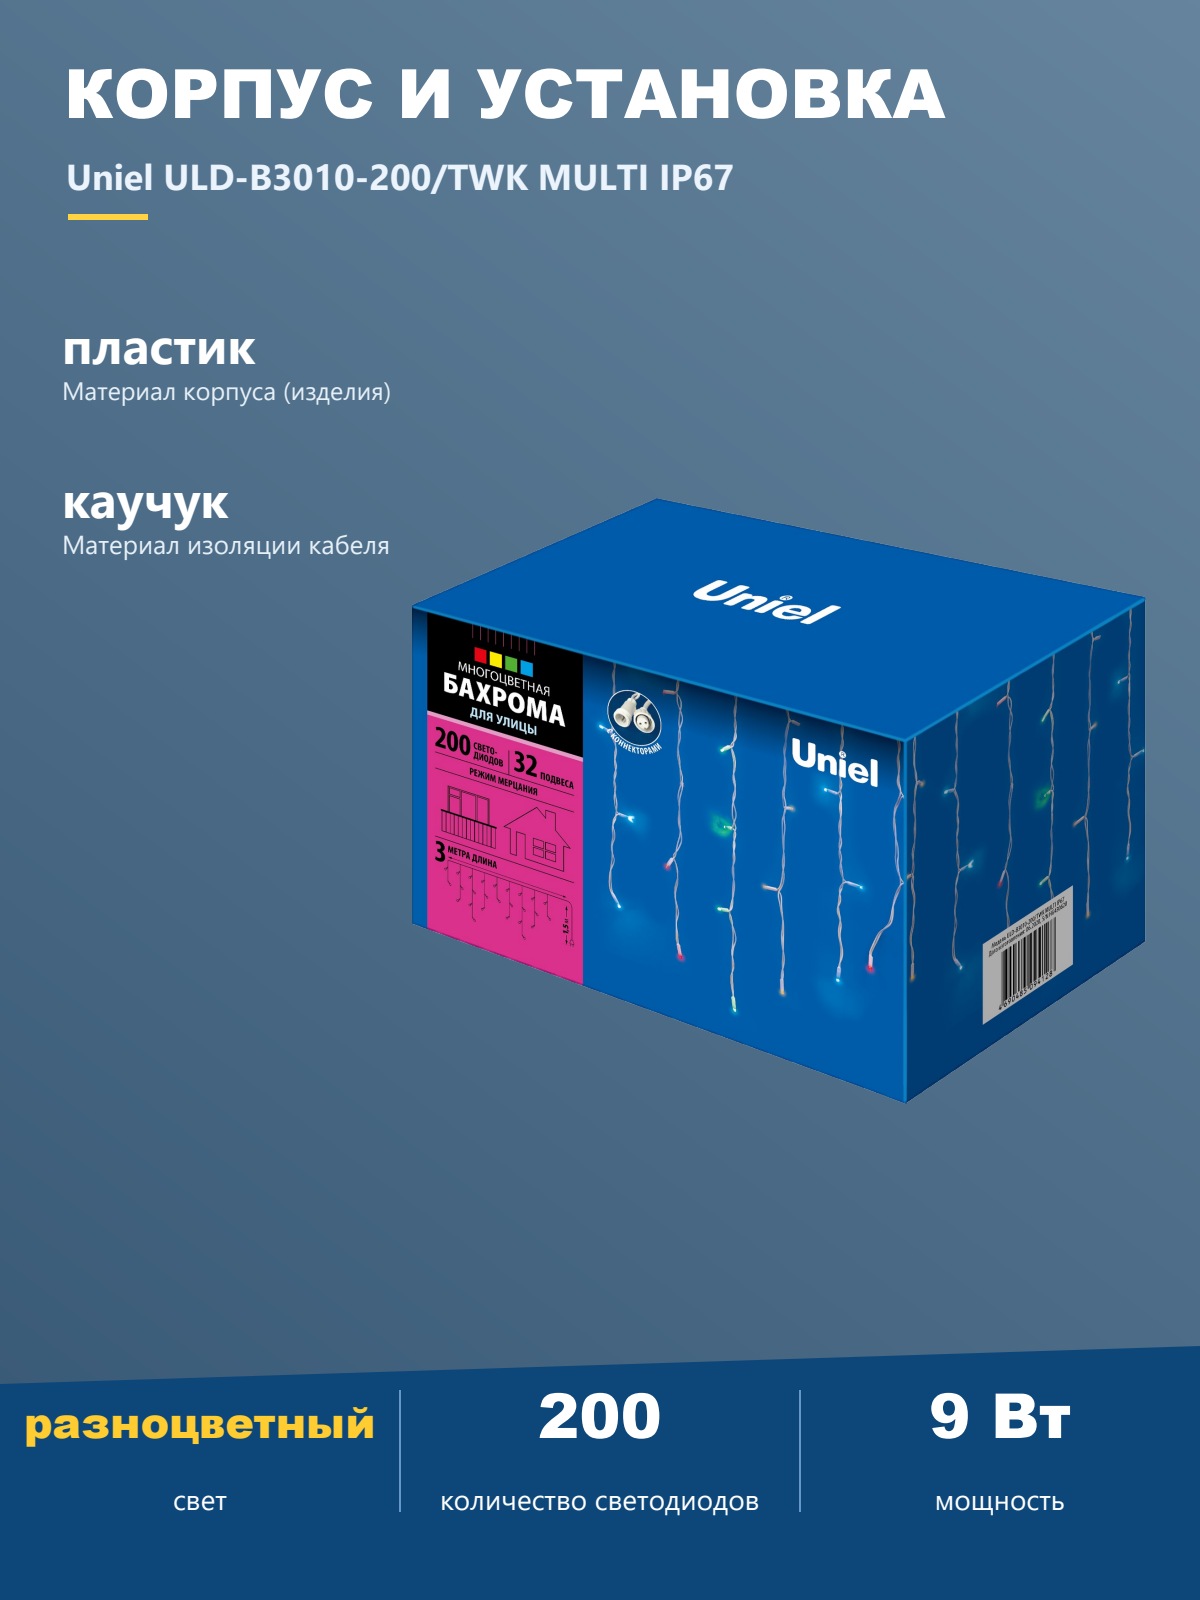 КОРПУС И УСТАНОВКА
Uniel ULD-B3010-200/TWK MULTI IP67
пластик
Материал корпуса (изделия)
каучук
Материал изоляции кабеля
Uniel
МНОГОЦВЕТНАЯ
БАХРОМА
ДЛЯ УЛИЦЫ
200 СВЕТО-
ДИОДОВ
32 ПОДВЕСА
РЕЖИМ МЕРЦАНИЯ
3 МЕТРА ДЛИНА
С КОННЕКТОРАМИ
Uniel
разноцветный
свет
200
количество светодиодов
9 Вт
мощность